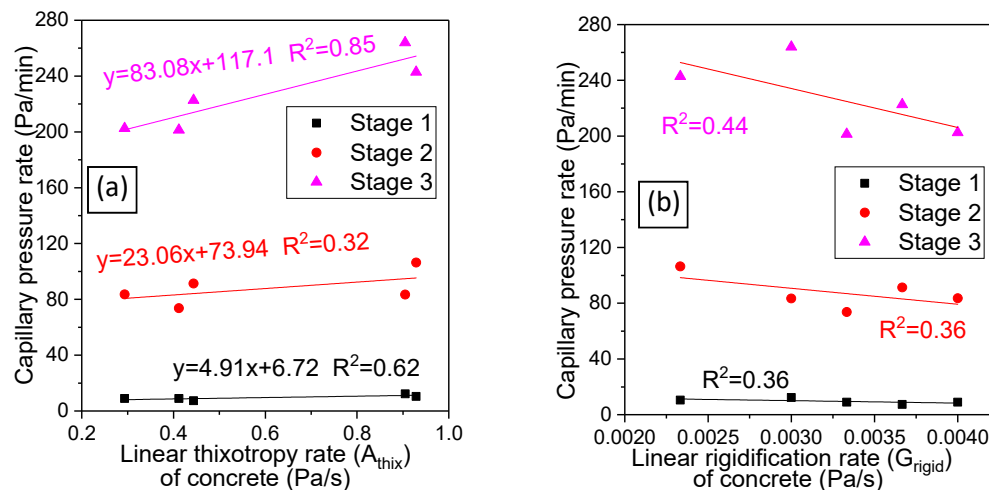 280
240
200
160
120
80
40
0
Capillary pressure rate (Pa/min)
y=83.08x+117.1 R²=0.85
(a)
Stage 1
Stage 2
Stage 3
y=23.06x+73.94 R²=0.32
y=4.91x+6.72 R²=0.62
0.2 0.4 0.6 0.8 1.0
Linear thixotropy rate (A_thix)
of concrete (Pa/s)
280
240
200
160
120
80
40
0
Capillary pressure rate (Pa/min)
R²=0.44
(b)
Stage 1
Stage 2
Stage 3
R²=0.36
R²=0.36
0.0020 0.0025 0.0030 0.0035 0.0040
Linear rigidification rate (G_rigid)
of concrete (Pa/s)